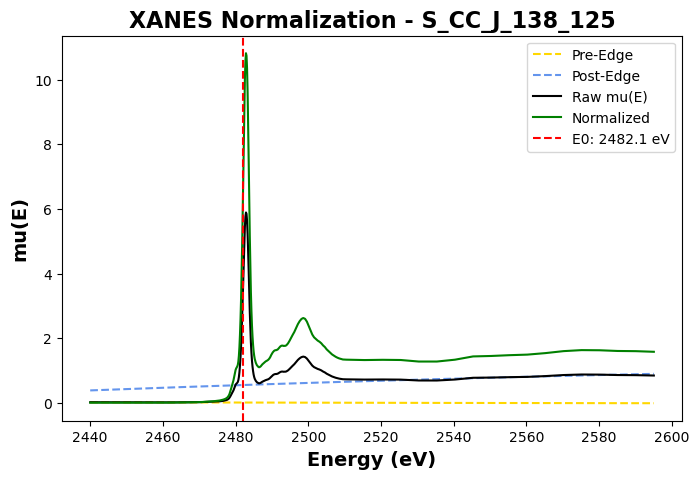 XANES Normalization - S_CC_J_138_125
mu(E)
10
8
6
4
2
0
Pre-Edge
Post-Edge
Raw mu(E)
Normalized
E0: 2482.1 eV
2440 2460 2480 2500 2520 2540 2560 2580 2600
Energy (eV)